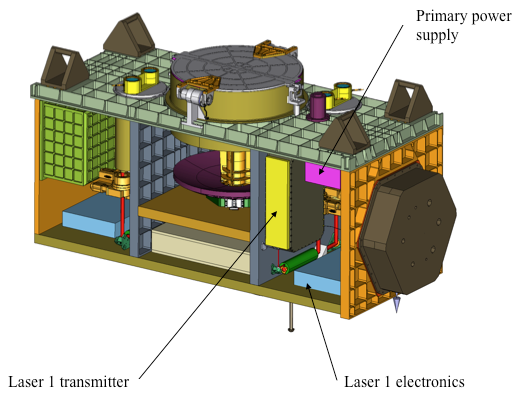 Primary power
supply
Laser 1 transmitter
Laser 1 electronics